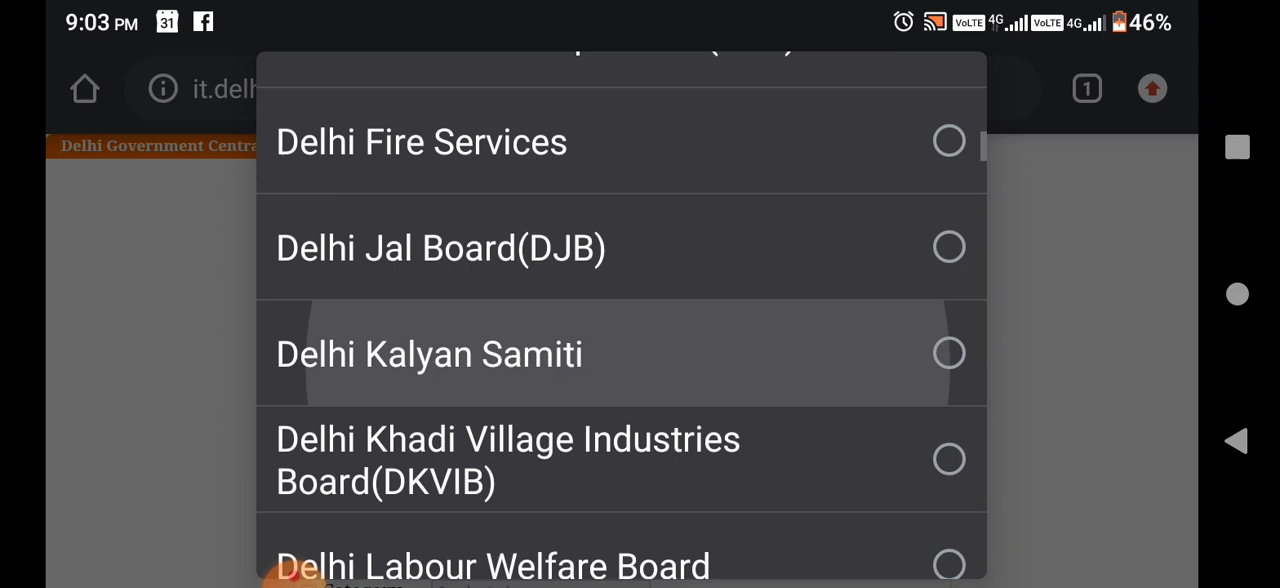 9:03 PM 31 VoLTE 4G VoLTE 4G 46%
it.delh
Delhi Government Centra
Delhi Fire Services
Delhi Jal Board(DJB)
Delhi Kalyan Samiti
Delhi Khadi Village Industries
Board(DKVIB)
Delhi Labour Welfare Board